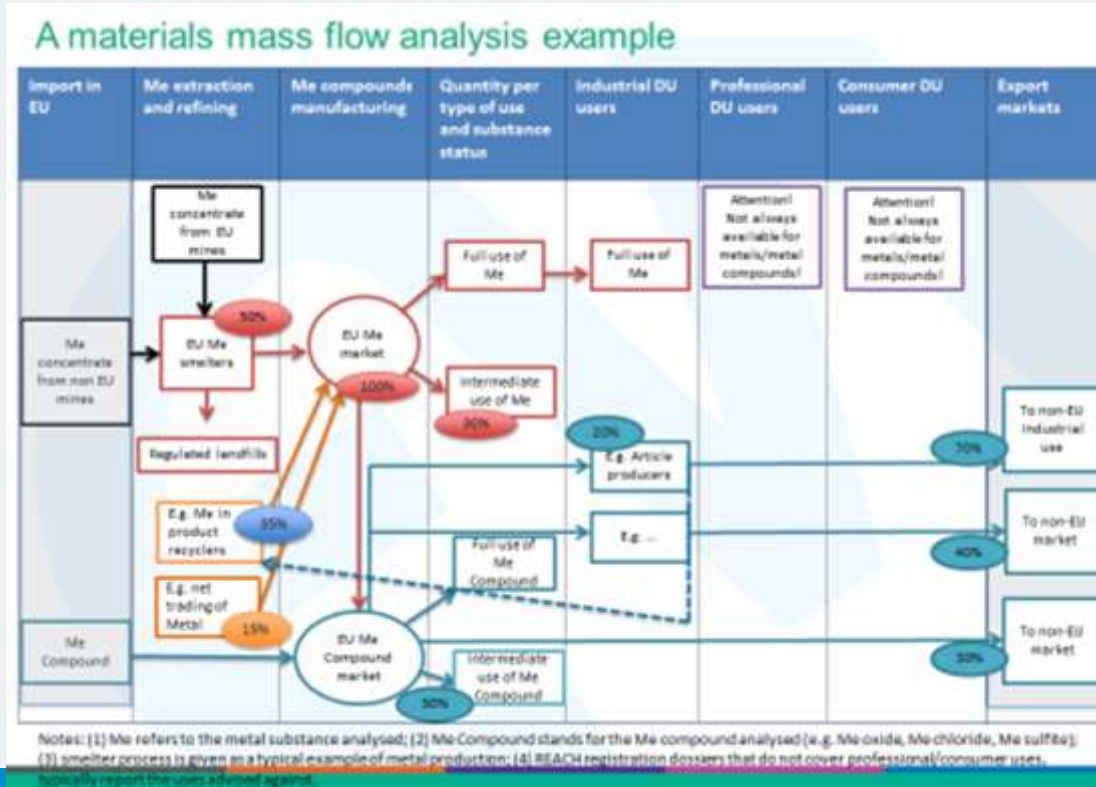 A materials mass flow analysis example
Import in
EU
Me extraction
and refining
Me compounds
manufacturing
Quantity per
type of use
and substance
status
Industrial DU
users
Professional
DU users
Consumer DU
users
Export
markets
Me
concentrate
from EU
mines
Full use of
Me
Full use of
Me
Attention!
Not always
available for
metals/metal
compounds!
Attention!
Not always
available for
metals/metal
compounds!
Me
concentrate
from non EU
mines
EU Me
smelters
50%
EU Me
market
100%
Intermediate
use of Me
Regulated landfills
20%
E.g. Article
producers
To non-EU
Industrial
use
E.g. Me in
product
recyclers
35%
E.g. ...
To non-EU
market
40%
Full use of
Me
Compound
E.g. net
trading of
Metal
15%
Me
Compound
EU Me
Compound
market
Intermediate
use of Me
Compound
To non-EU
market
Notes: (1) Me refers to the metal substance analysed; (2) Me Compound stands for the Me compound analysed (e.g. Me oxide, Me chloride, Me sulfite);
(3) smelter process is given as a typical example of metal production; (4) REACH registration dossiers that do not cover professional/consumer uses,
typically report the uses advised against.